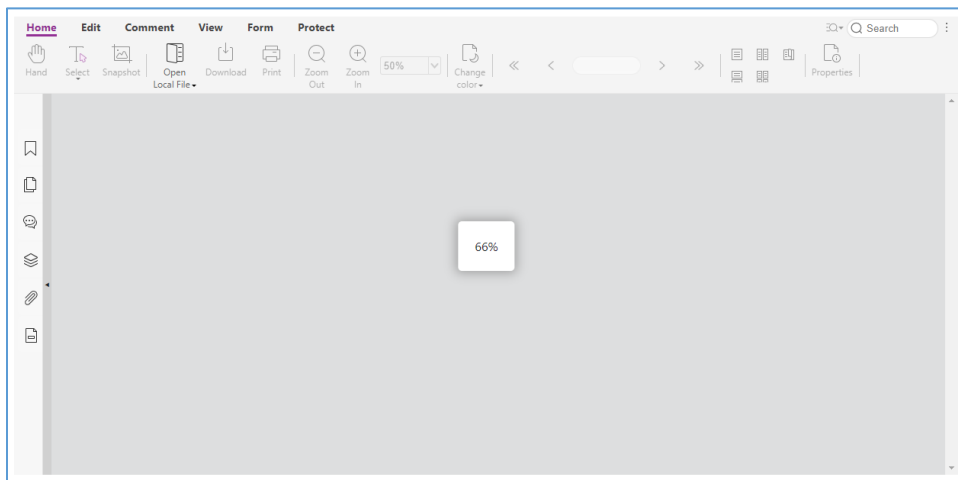 Home Edit Comment View Form Protect Search
Hand Select Snapshot Open Local File Download Print Zoom Out Zoom In 50% Change color Properties
66%